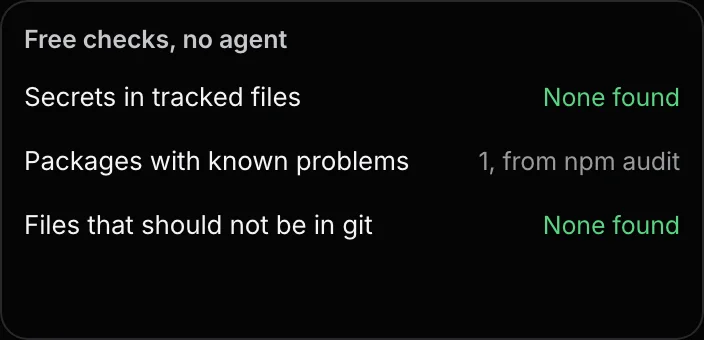 Free checks, no agent
Secrets in tracked files None found
Packages with known problems 1, from npm audit
Files that should not be in git None found